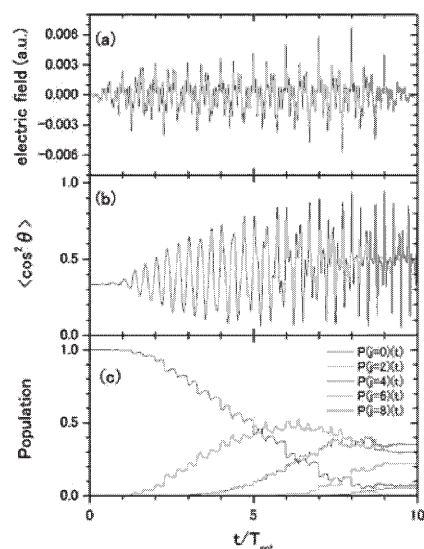 (a)
electric field (a.u.)
0.006
0.003
0.000
-0.003
-0.006
(b)
<cos² θ>
1.0
0.5
0.0
(c)
Population
1.0
0.5
0.0
P(j=0)(t)
P(j=2)(t)
P(j=4)(t)
P(j=6)(t)
P(j=8)(t)
0
5
10
t/T_rot